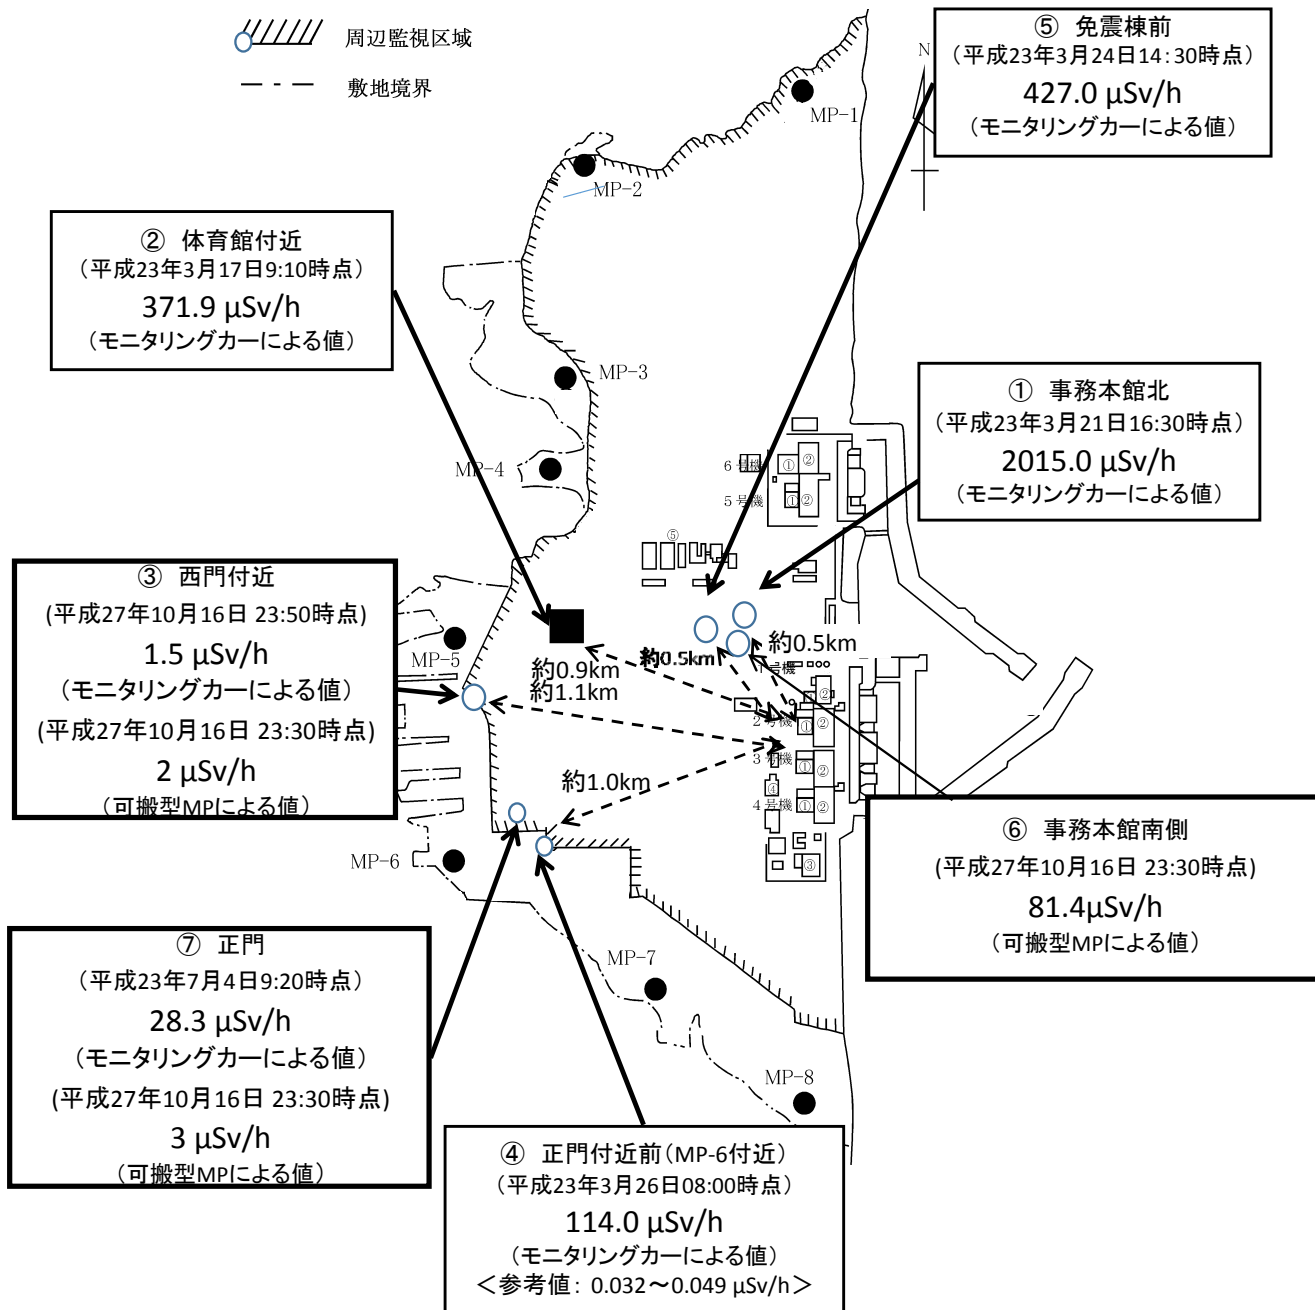 周辺監視区域
敷地境界
N
⑤ 免震棟前
(平成23年3月24日14:30時点)
427.0 μSv/h
(モニタリングカーによる値)
MP-1
MP-2
② 体育館付近
(平成23年3月17日9:10時点)
371.9 μSv/h
(モニタリングカーによる値)
MP-3
① 事務本館北
(平成23年3月21日16:30時点)
2015.0 μSv/h
(モニタリングカーによる値)
MP-4
6号機
① ②
5号機
① ②
⑤
③ 西門付近
(平成27年10月16日 23:50時点)
1.5 μSv/h
(モニタリングカーによる値)
(平成27年10月16日 23:30時点)
2 μSv/h
(可搬型MPによる値)
MP-5
約0.9km
約1.1km
約0.5km
約0.5km
号機
②
2号機
① ②
3号機
① ②
④
4号機
① ②
③
約1.0km
MP-6
⑥ 事務本館南側
(平成27年10月16日 23:30時点)
81.4μSv/h
(可搬型MPによる値)
⑦ 正門
(平成23年7月4日9:20時点)
28.3 μSv/h
(モニタリングカーによる値)
(平成27年10月16日 23:30時点)
3 μSv/h
(可搬型MPによる値)
MP-7
MP-8
④ 正門付近前(MP-6付近)
(平成23年3月26日08:00時点)
114.0 μSv/h
(モニタリングカーによる値)
<参考値: 0.032~0.049 μSv/h>